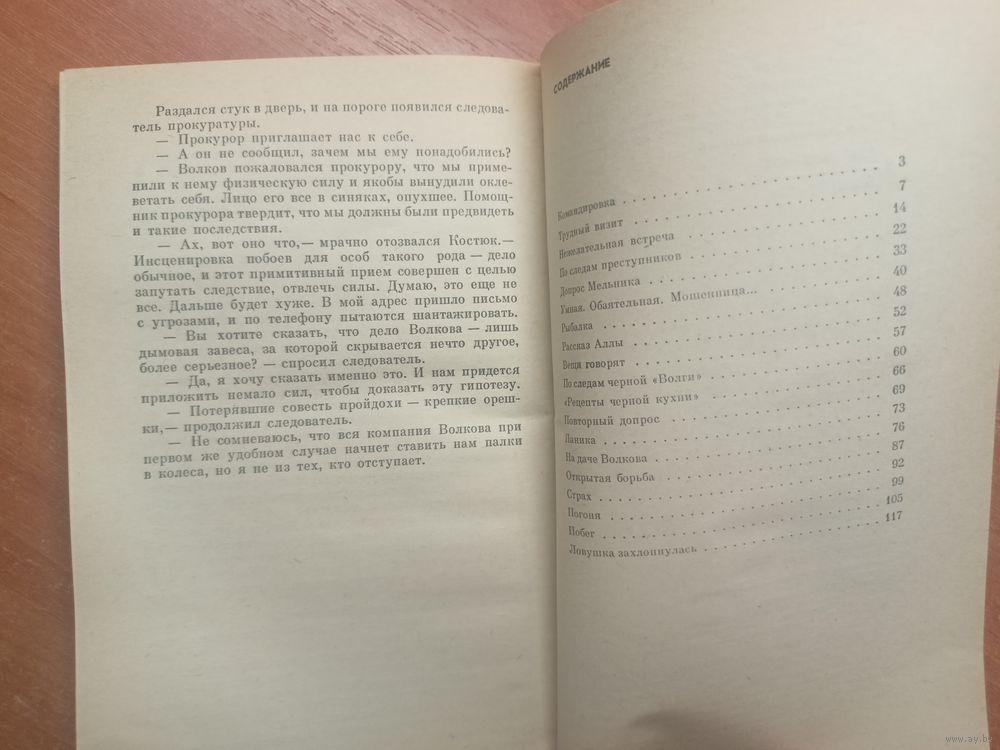 Раздался стук в дверь, и на пороге появился следова-
тель прокуратуры.
— Прокурор приглашает нас к себе.
— А он не сообщил, зачем мы ему понадобились?
— Волков пожаловался прокурору, что мы приме-
нили к нему физическую силу и якобы вынудили окле-
ветать себя. Лицо его все в синяках, опухшее. Помощ-
ник прокурора твердит, что мы должны были предвидеть
и такие последствия.
— Ах, вот оно что,— мрачно отозвался Костюк.—
Инсценировка побоев для особ такого рода — дело
обычное, и этот примитивный прием совершен с целью
запутать следствие, отвлечь силы. Думаю, это еще не
все. Дальше будет хуже. В мой адрес пришло письмо
с угрозами, и по телефону пытаются шантажировать.
— Вы хотите сказать, что дело Волкова — лишь
дымовая завеса, за которой скрывается нечто другое,
более серьезное? — спросил следователь.
— Да, я хочу сказать именно это. И нам придется
приложить немало сил, чтобы доказать эту гипотезу.
— Потерявшие совесть пройдохи — крепкие ореш-
ки,— продолжил следователь.
— Не сомневаюсь, что вся компания Волкова при
первом же удобном случае начнет ставить нам палки
в колеса, но я не из тех, кто отступает.
СОДЕРЖАНИЕ
Командировка . . . 3
Трудный визит . . . 7
Нежелательная встреча . . . 14
По следам преступников . . . 22
Допрос Мельника . . . 33
Умная. Обаятельная. Мошенница... . . . 40
Рыбалка . . . 48
Рассказ Аллы . . . 52
Вещи говорят . . . 57
По следам черной «Волги» . . . 60
«Рецепты черной кухни» . . . 66
Повторный допрос . . . 69
Паника . . . 73
На даче Волкова . . . 76
Открытая борьба . . . 87
Страх . . . 92
Погоня . . . 99
Побег . . . 105
Ловушка захлопнулась . . . 117
www.ay.by